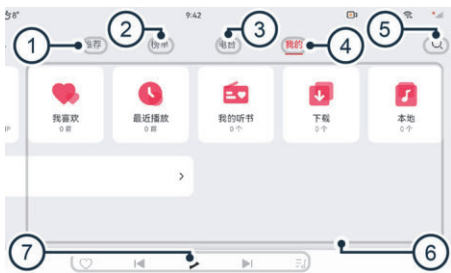 9:42
① 推荐 ② ③ 电台 我的 ④ ⑤
我喜欢 最近播放 我的听书 下载 本地
0首 0首 0个 0个 0个
⑦ ⑥